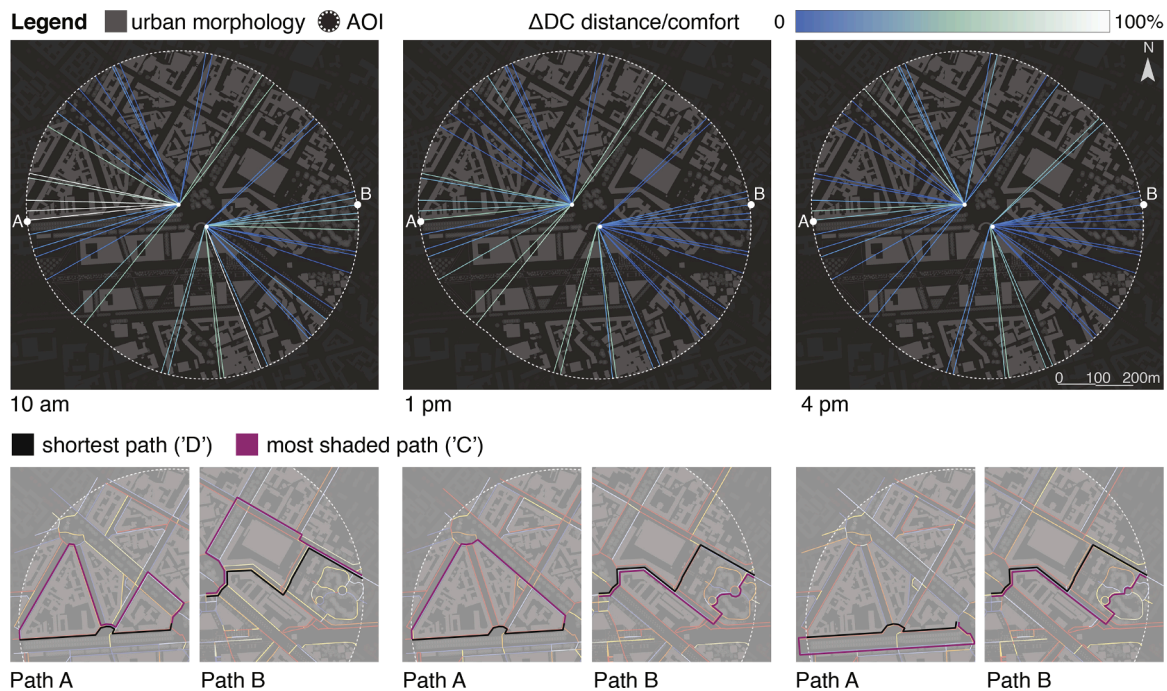 Legend urban morphology AOI ΔDC distance/comfort 0 100%
N
A B
A B
A B
0 100 200m
10 am 1 pm 4 pm
shortest path ('D') most shaded path ('C')
Path A Path B Path A Path B Path A Path B